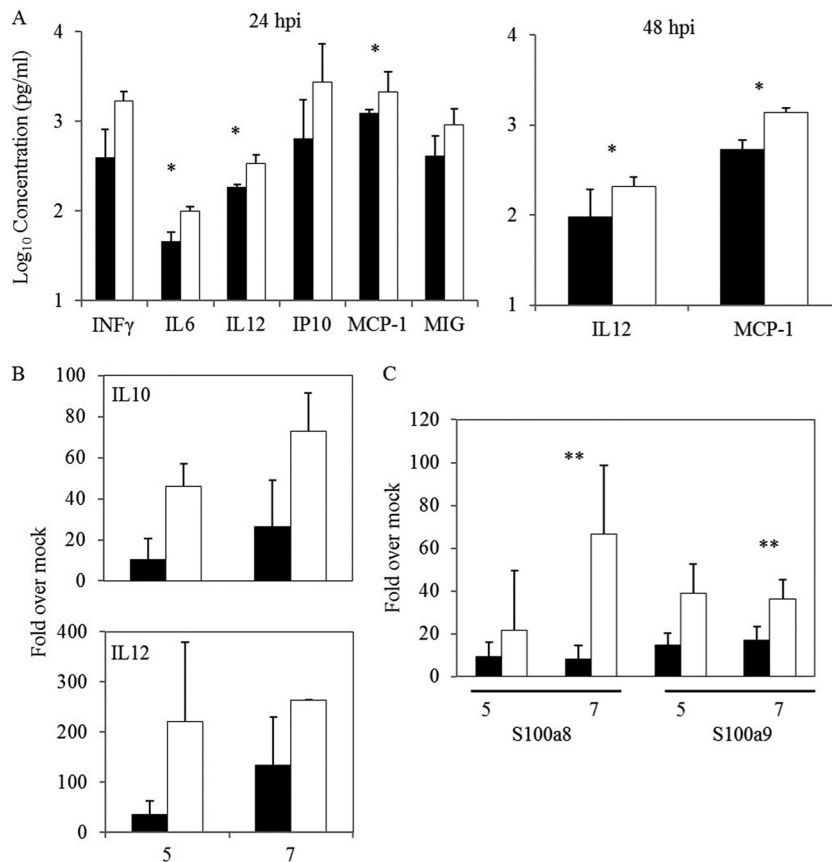 A
24 hpi
48 hpi
Log10 Concentration (pg/ml)
4
3
2
1
* * * 
INFγ IL6 IL12 IP10 MCP-1 MIG
4
3
2
1
* *
IL12 MCP-1
B
IL10
100
80
60
40
20
0
Fold over mock
IL12
400
300
200
100
0
5 7
C
120
100
80
60
40
20
0
Fold over mock
** **
5 7 5 7
S100a8 S100a9